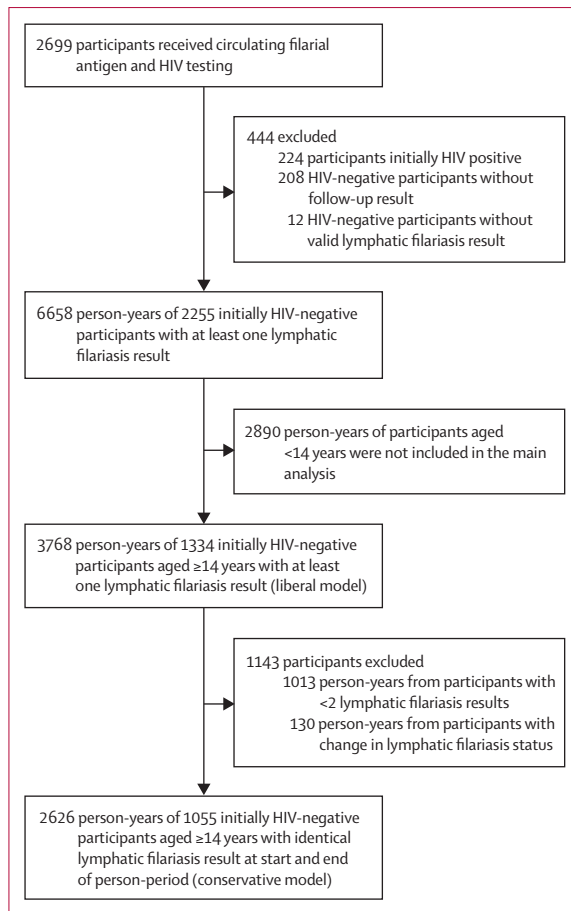 2699 participants received circulating filarial
antigen and HIV testing
444 excluded
224 participants initially HIV positive
208 HIV-negative participants without
follow-up result
12 HIV-negative participants without
valid lymphatic filariasis result
6658 person-years of 2255 initially HIV-negative
participants with at least one lymphatic
filariasis result
2890 person-years of participants aged
<14 years were not included in the main
analysis
3768 person-years of 1334 initially HIV-negative
participants aged ≥14 years with at least
one lymphatic filariasis result (liberal model)
1143 participants excluded
1013 person-years from participants with
<2 lymphatic filariasis results
130 person-years from participants with
change in lymphatic filariasis status
2626 person-years of 1055 initially HIV-negative
participants aged ≥14 years with identical
lymphatic filariasis result at start and end
of person-period (conservative model)